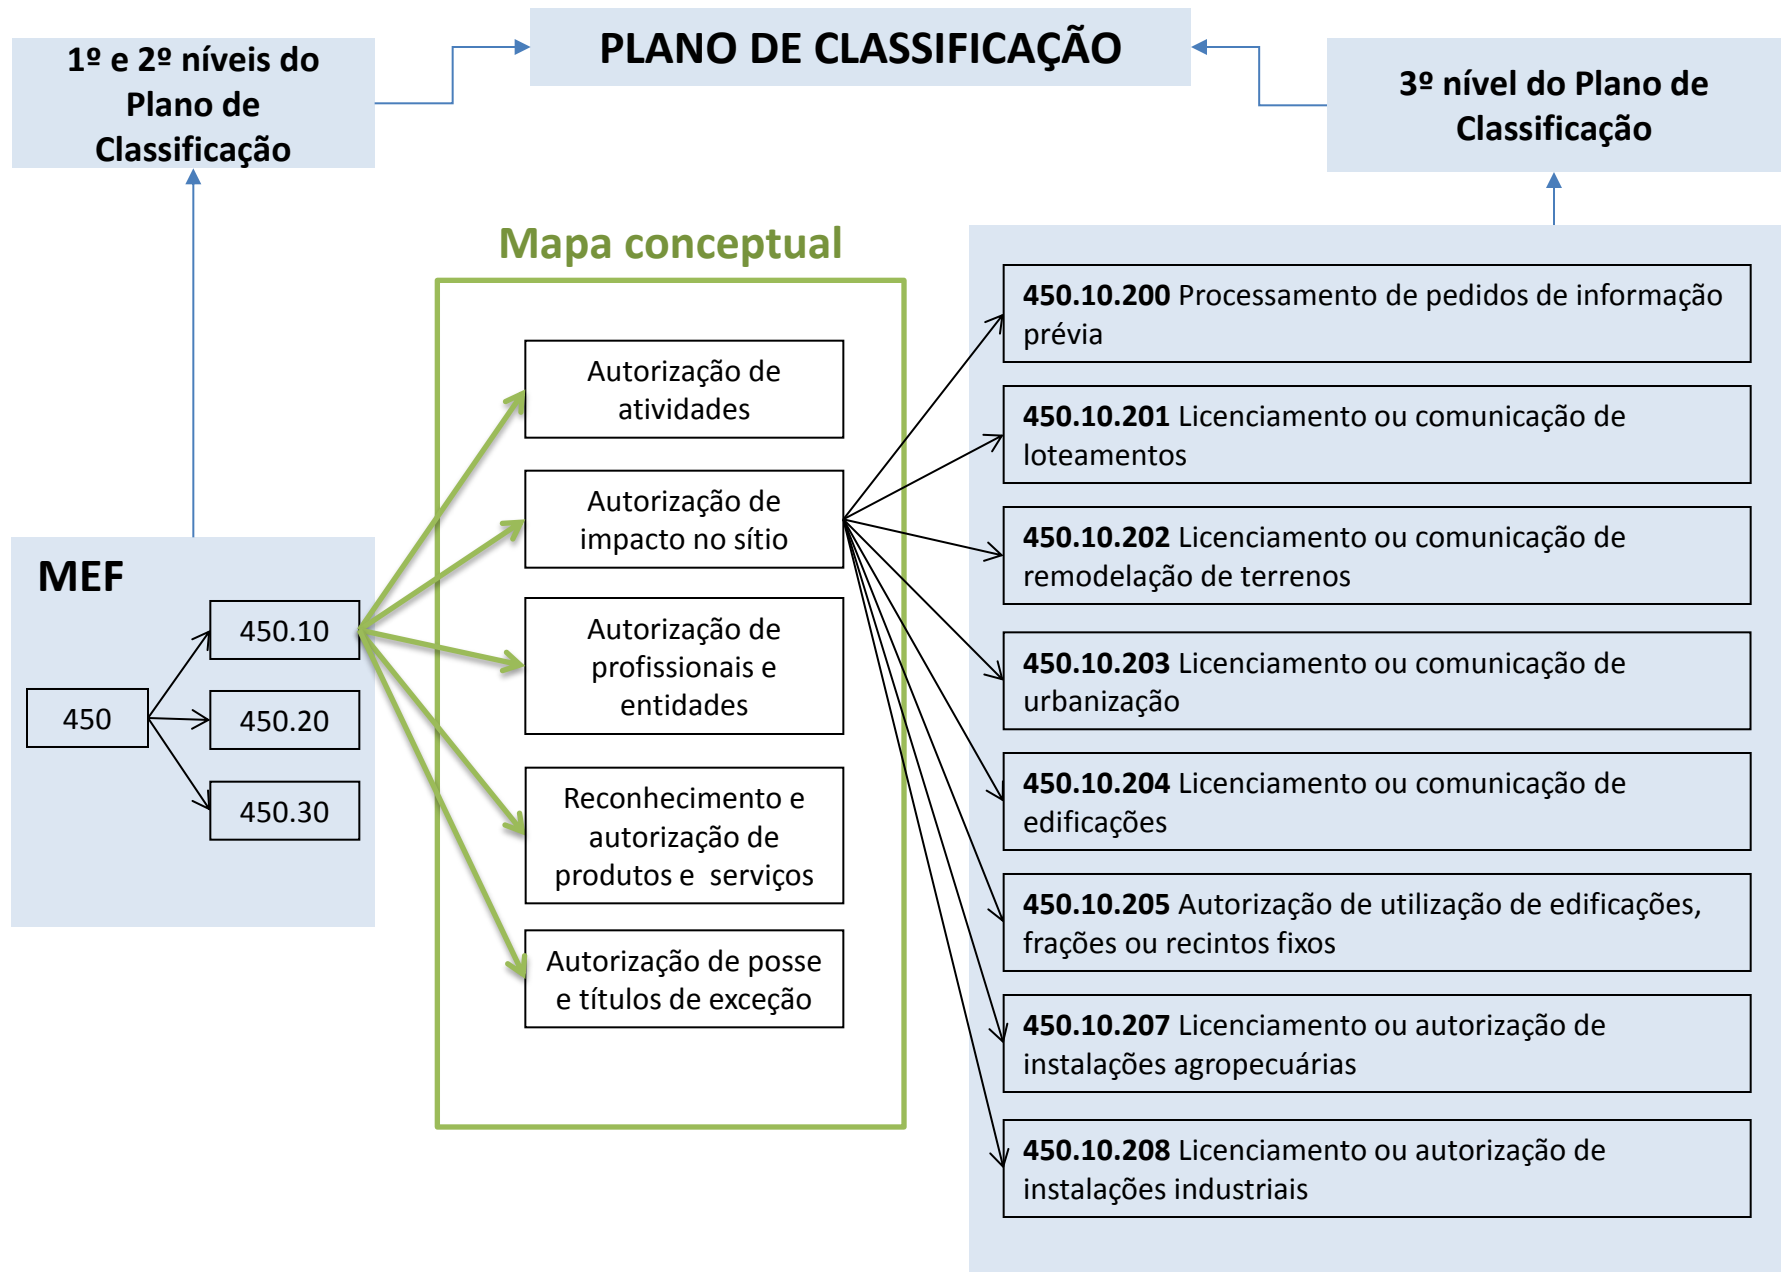 1º e 2º níveis do
Plano de
Classificação
PLANO DE CLASSIFICAÇÃO
3º nível do Plano de
Classificação
MEF
450
450.10
450.20
450.30
Mapa conceptual
Autorização de
atividades
Autorização de
impacto no sítio
Autorização de
profissionais e
entidades
Reconhecimento e
autorização de
produtos e serviços
Autorização de posse
e títulos de exceção
450.10.200 Processamento de pedidos de informação
prévia
450.10.201 Licenciamento ou comunicação de
loteamentos
450.10.202 Licenciamento ou comunicação de
remodelação de terrenos
450.10.203 Licenciamento ou comunicação de
urbanização
450.10.204 Licenciamento ou comunicação de
edificações
450.10.205 Autorização de utilização de edificações,
frações ou recintos fixos
450.10.207 Licenciamento ou autorização de
instalações agropecuárias
450.10.208 Licenciamento ou autorização de
instalações industriais